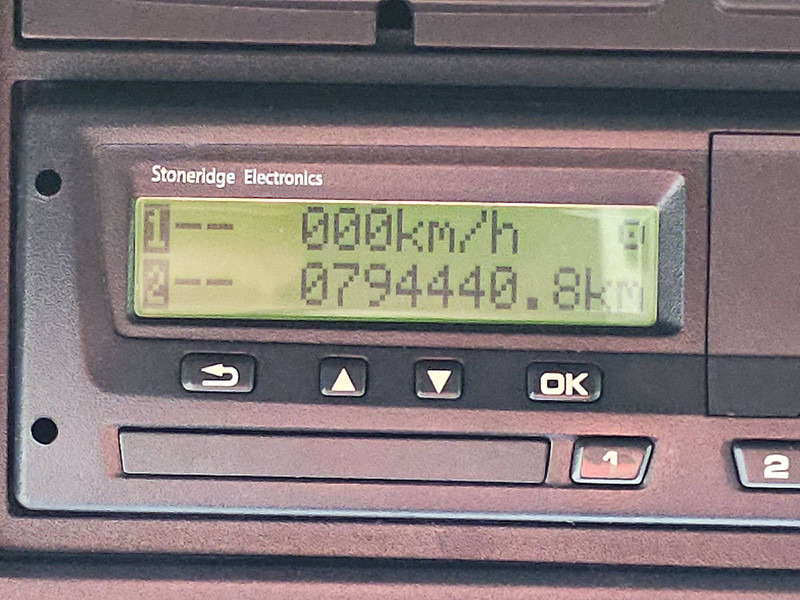 Stoneridge Electronics
1-- 000km/h
2-- 0794440.8km
OK
1
2